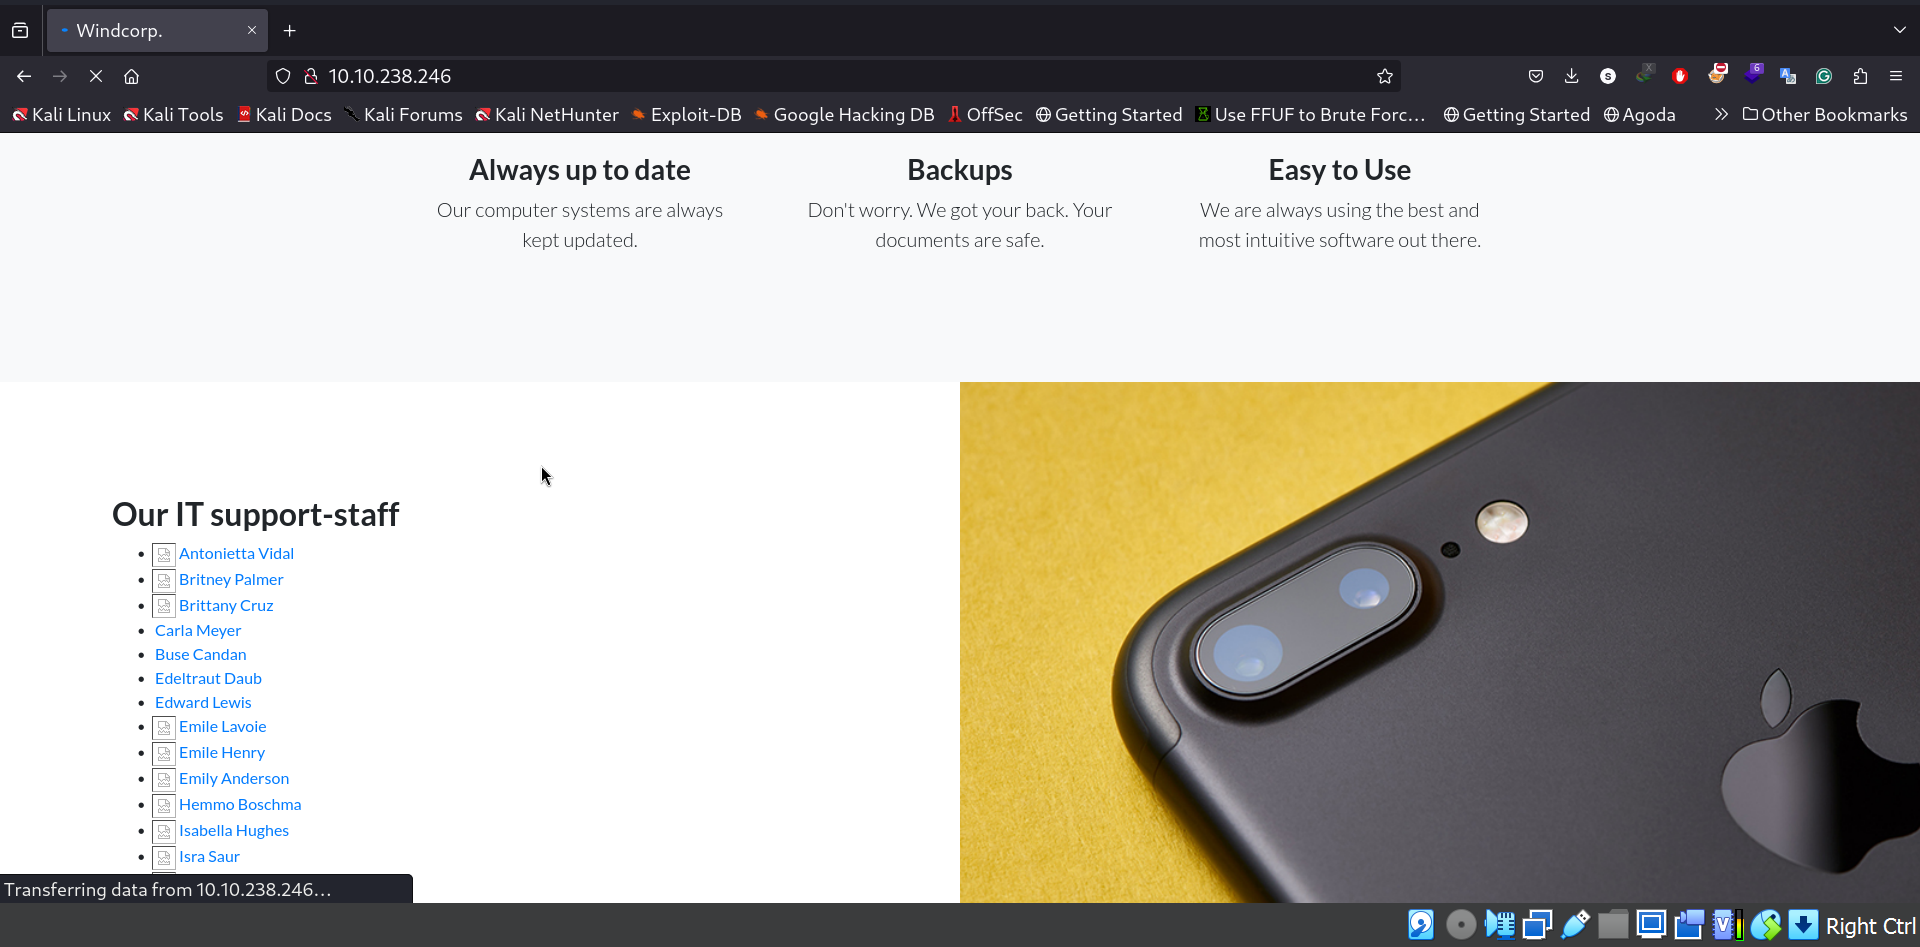 Windcorp.
10.10.238.246
X
6
Kali Linux Kali Tools Kali Docs Kali Forums Kali NetHunter Exploit-DB Google Hacking DB OffSec Getting Started Use FFUF to Brute Forc… Getting Started Agoda Other Bookmarks
Always up to date Backups Easy to Use
Our computer systems are always Don't worry. We got your back. Your We are always using the best and
kept updated. documents are safe. most intuitive software out there.
Our IT support-staff
Antonietta Vidal
Britney Palmer
Brittany Cruz
Carla Meyer
Buse Candan
Edeltraut Daub
Edward Lewis
Emile Lavoie
Emile Henry
Emily Anderson
Hemmo Boschma
Isabella Hughes
Isra Saur
Transferring data from 10.10.238.246…
Right Ctrl